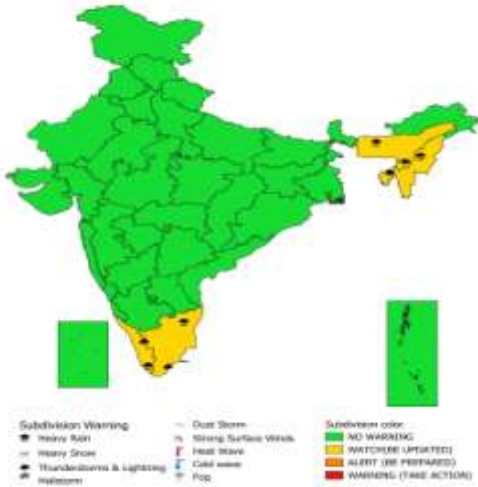 Subdivision Warning
Heavy Rain
Heavy Snow
Thunderstorms & Lightning
Hailstorm
Dust Storm
Strong Surface Winds
Heat Wave
Cold wave
Fog
Subdivision color
NO WARNING
WATCH(BE UPDATED)
ALERT (BE PREPARED)
WARNING (TAKE ACTION)